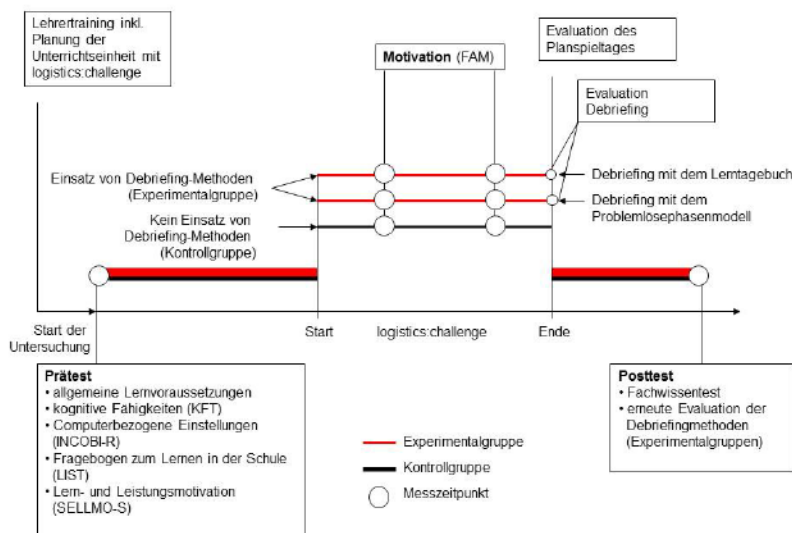 Lehrertraining inkl.
Planung der
Unterrichtseinheit mit
logistics:challenge
Motivation (FAM)
Evaluation des
Planspieltages
Evaluation
Debriefing
Einsatz von Debriefing-Methoden
(Experimentalgruppe)
Kein Einsatz von
Debriefing-Methoden
(Kontrollgruppe)
Debriefing mit dem Lerntagebuch
Debriefing mit dem
Problemlösephasenmodell
Start der
Untersuchung
Start
logistics:challenge
Ende
Prätest
• allgemeine Lernvoraussetzungen
• kognitive Fähigkeiten (KFT)
• Computerbezogene Einstellungen
(INCOBI-R)
• Fragebogen zum Lernen in der Schule
(LIST)
• Lern- und Leistungsmotivation
(SELLMO-S)
Experimentalgruppe
Kontrollgruppe
Messzeitpunkt
Posttest
• Fachwissentest
• erneute Evaluation der
Debriefingmethoden
(Experimentalgruppen)